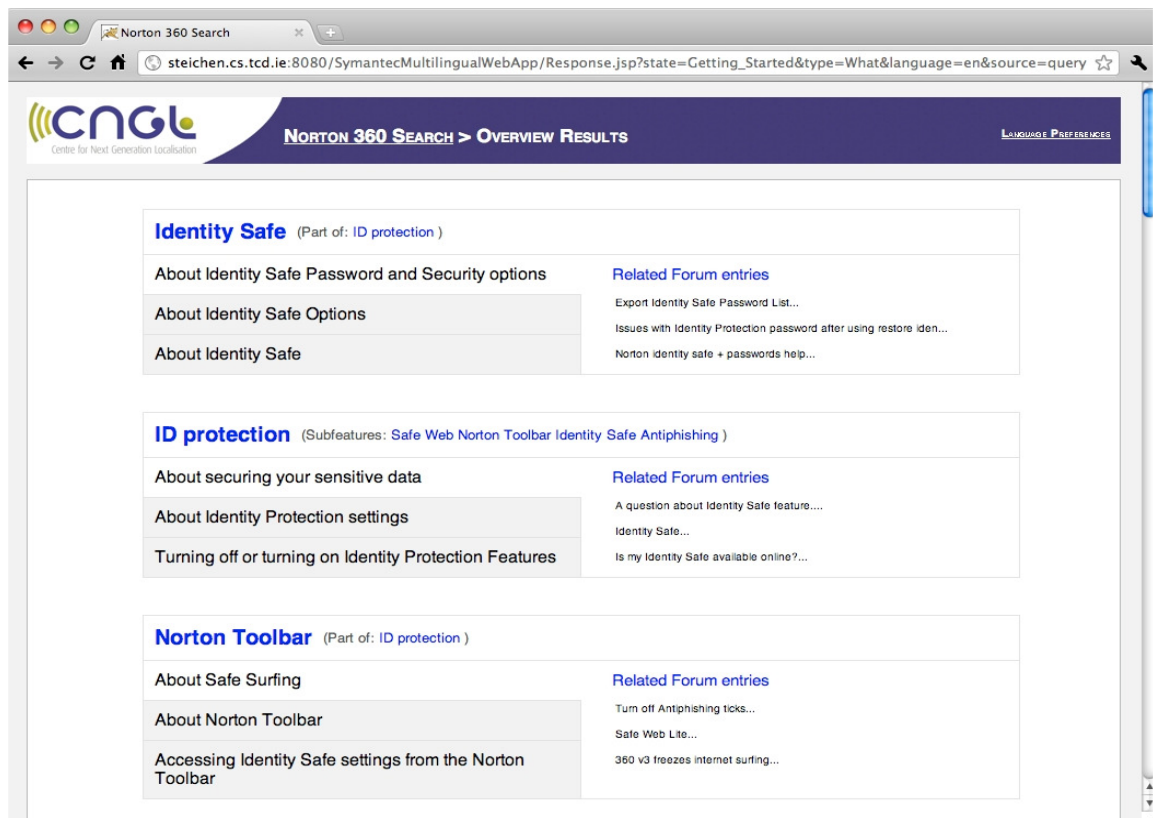 Norton 360 Search
steichen.cs.tcd.ie:8080/SymantecMultilingualWebApp/Response.jsp?state=Getting_Started&type=What&language=en&source=query
CNGL
Centre for Next Generation Localisation
NORTON 360 SEARCH > OVERVIEW RESULTS
LANGUAGE PREFERENCES
Identity Safe (Part of: ID protection )
About Identity Safe Password and Security options
About Identity Safe Options
About Identity Safe
Related Forum entries
Export Identity Safe Password List...
Issues with Identity Protection password after using restore iden...
Norton identity safe + passwords help...
ID protection (Subfeatures: Safe Web Norton Toolbar Identity Safe Antiphishing )
About securing your sensitive data
About Identity Protection settings
Turning off or turning on Identity Protection Features
Related Forum entries
A question about Identity Safe feature....
Identity Safe...
Is my Identity Safe available online?...
Norton Toolbar (Part of: ID protection )
About Safe Surfing
About Norton Toolbar
Accessing Identity Safe settings from the Norton
Toolbar
Related Forum entries
Turn off Antiphishing ticks...
Safe Web Lite...
360 v3 freezes internet surfing...